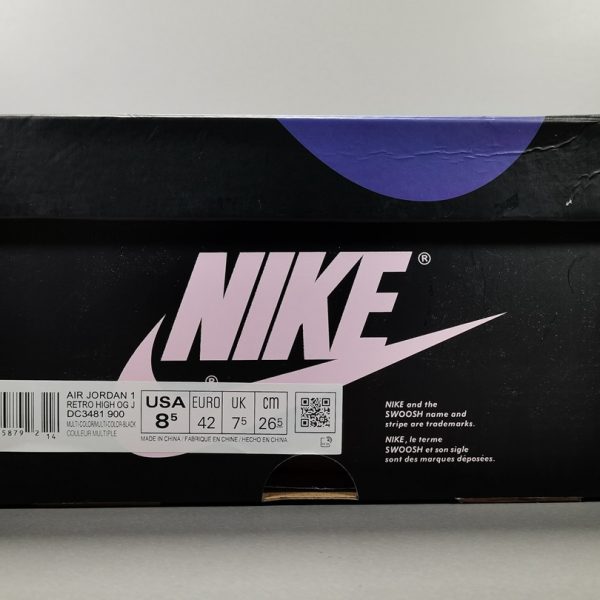 NIKE®
®
AIR JORDAN 1
RETRO HIGH OG J
DC3481 900
MULTI-COLOR/MULTI-COLOR-BLACK
COULEUR MULTIPLE
USA EURO UK cm
8⁵ 42 7⁵ 26⁵
MADE IN CHINA / FABRIQUÉ EN CHINE / HECHO EN CHINA
5879 2 14
NIKE and the
SWOOSH name and
stripe are trademarks.
NIKE, le terme
SWOOSH et son sigle
sont des marques déposées.